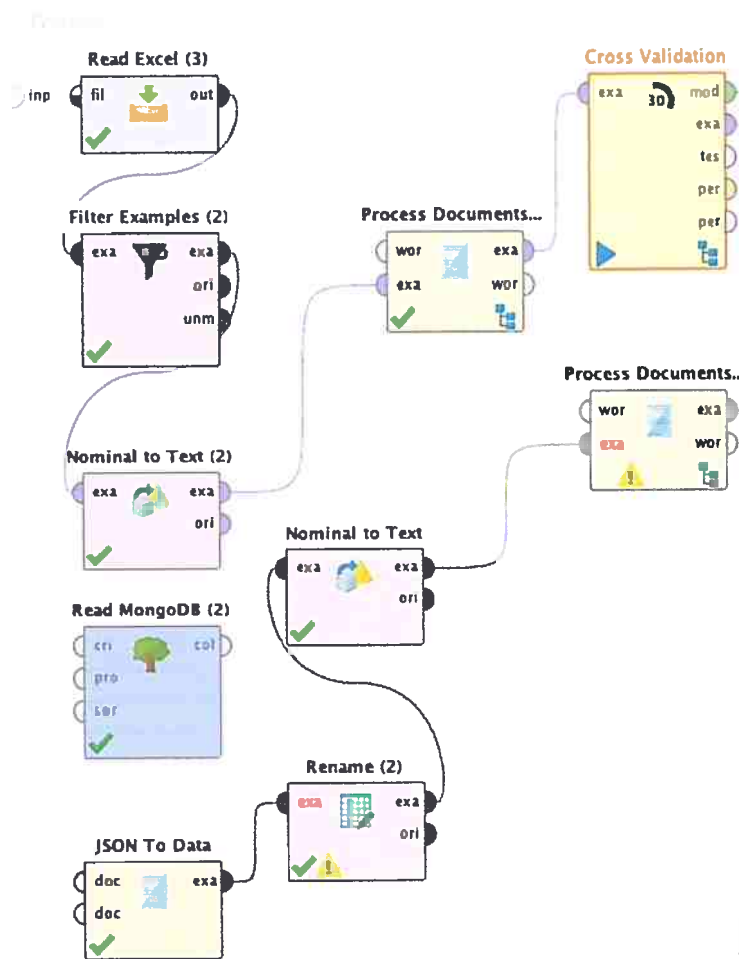 Process
Read Excel (3)
inp
fil
out
Cross Validation
exa
mod
30
exa
tes
per
per
Filter Examples (2)
exa
exa
ori
unm
Process Documents...
wor
exa
exa
wor
Process Documents...
wor
exa
exa
wor
Nominal to Text (2)
exa
exa
ori
Nominal to Text
exa
exa
ori
Read MongoDB (2)
cri
col
pro
sor
Rename (2)
exa
exa
ori
JSON To Data
doc
exa
doc